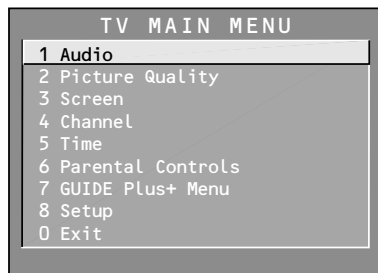 TV MAIN MENU
1 Audio
2 Picture Quality
3 Screen
4 Channel
5 Time
6 Parental Controls
7 GUIDE Plus+ Menu
8 Setup
0 Exit